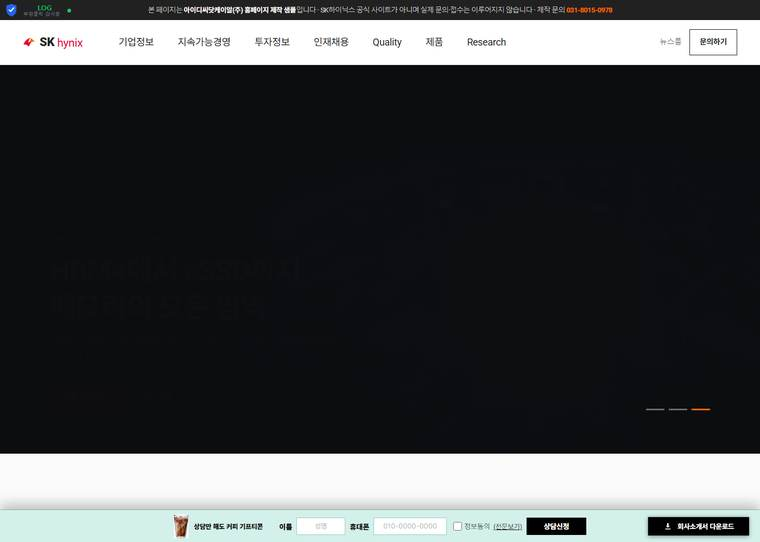 LOG
본 페이지는 아이디씨닷케이알(주) 홈페이지 제작 샘플입니다 · SK하이닉스 공식 사이트가 아니며 실제 문의·접수는 이루어지지 않습니다 · 제작 문의 031-8015-0978
SK hynix 기업정보 지속가능경영 투자정보 인재채용 Quality 제품 Research 뉴스룸 문의하기
상담만 해도 커피 기프티콘 이름 성명 휴대폰 010-0000-0000 정보동의 (전문보기) 상담신청 회사소개서 다운로드